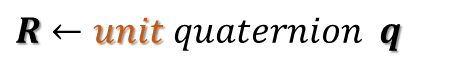 R ← unit quaternion q